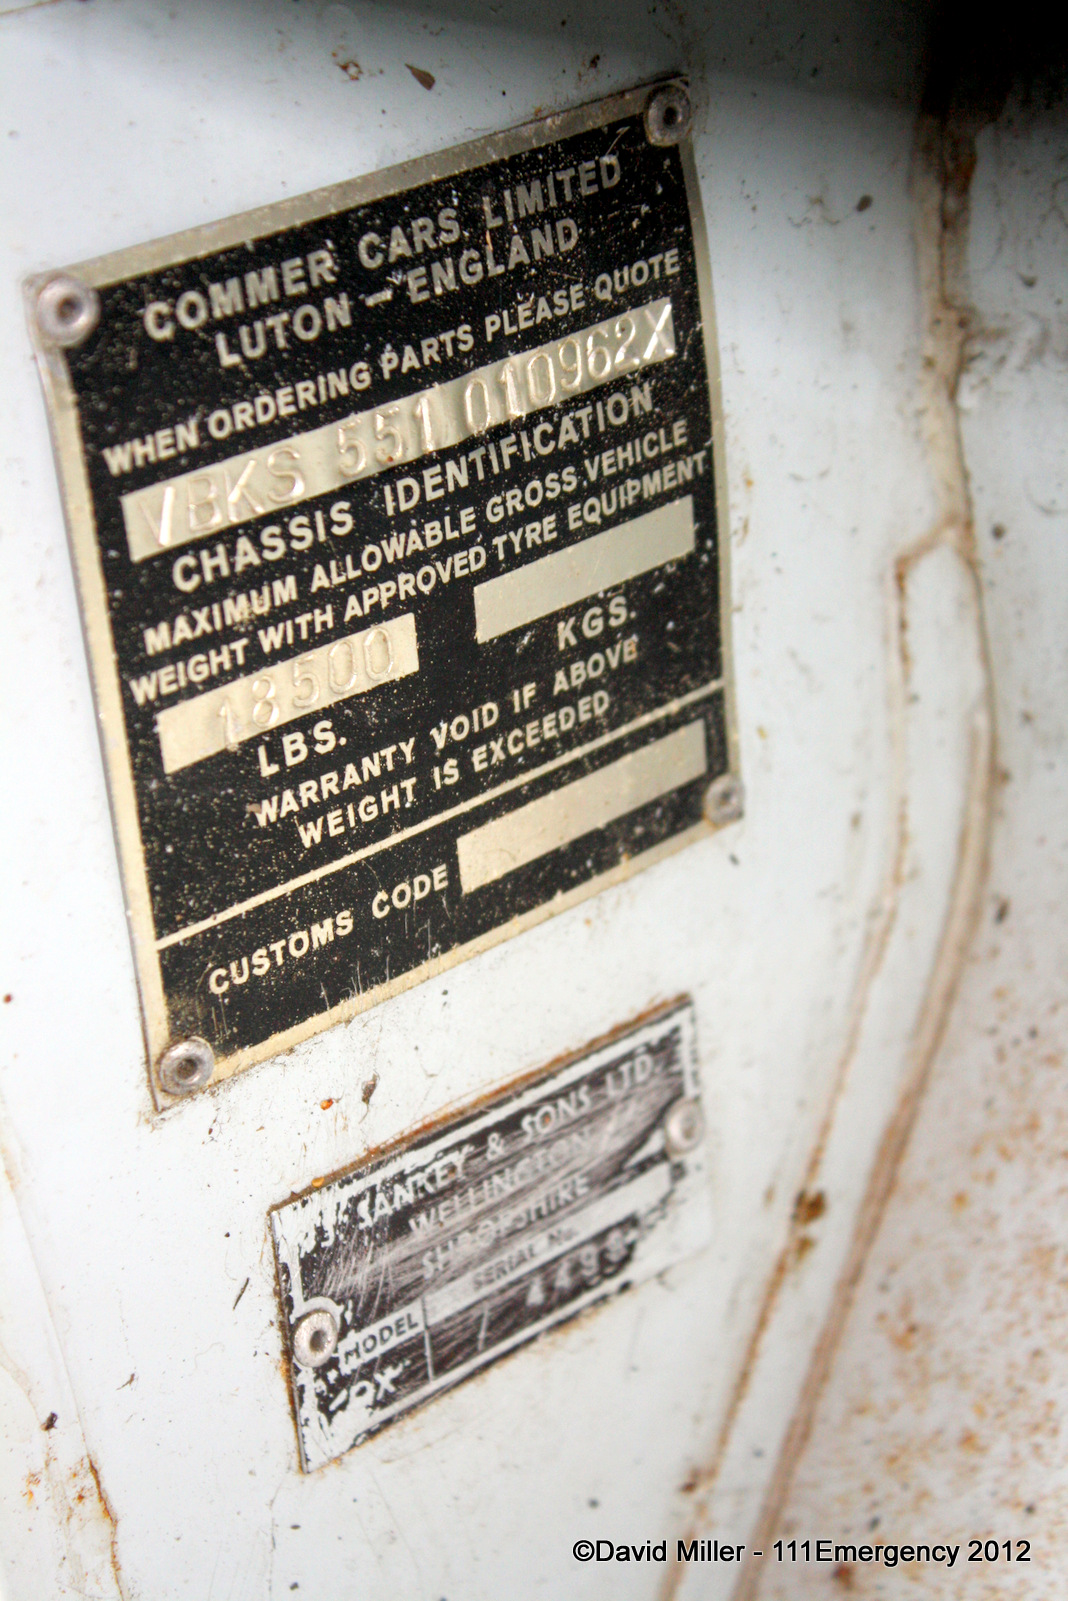 COMMER CARS LIMITED
LUTON - ENGLAND
WHEN ORDERING PARTS PLEASE QUOTE
VBKS 551 010962X
CHASSIS IDENTIFICATION
MAXIMUM ALLOWABLE GROSS VEHICLE
WEIGHT WITH APPROVED TYRE EQUIPMENT
18500
LBS.
KGS.
WARRANTY VOID IF ABOVE
WEIGHT IS EXCEEDED
CUSTOMS CODE
SANKEY & SONS LTD.
WELLINGTON
SHROPSHIRE
MODEL
SERIAL No.
©David Miller - 111Emergency 2012